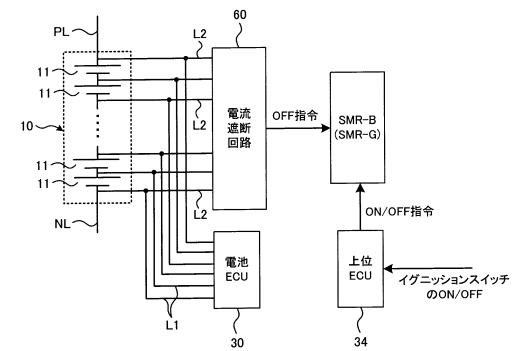 PL
L2
60
11
11
10
L2
電流
遮断
回路
OFF指令
SMR-B
(SMR-G)
11
11
L2
NL
ON/OFF指令
電池
ECU
上位
ECU
イグニッションスイッチ
のON/OFF
L1
30
34